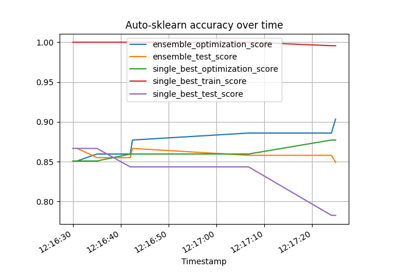 Auto-sklearn accuracy over time
1.00
0.95
0.90
0.85
0.80
ensemble_optimization_score
ensemble_test_score
single_best_optimization_score
single_best_train_score
single_best_test_score
12:16:30
12:16:40
12:16:50
12:17:00
12:17:10
12:17:20
Timestamp